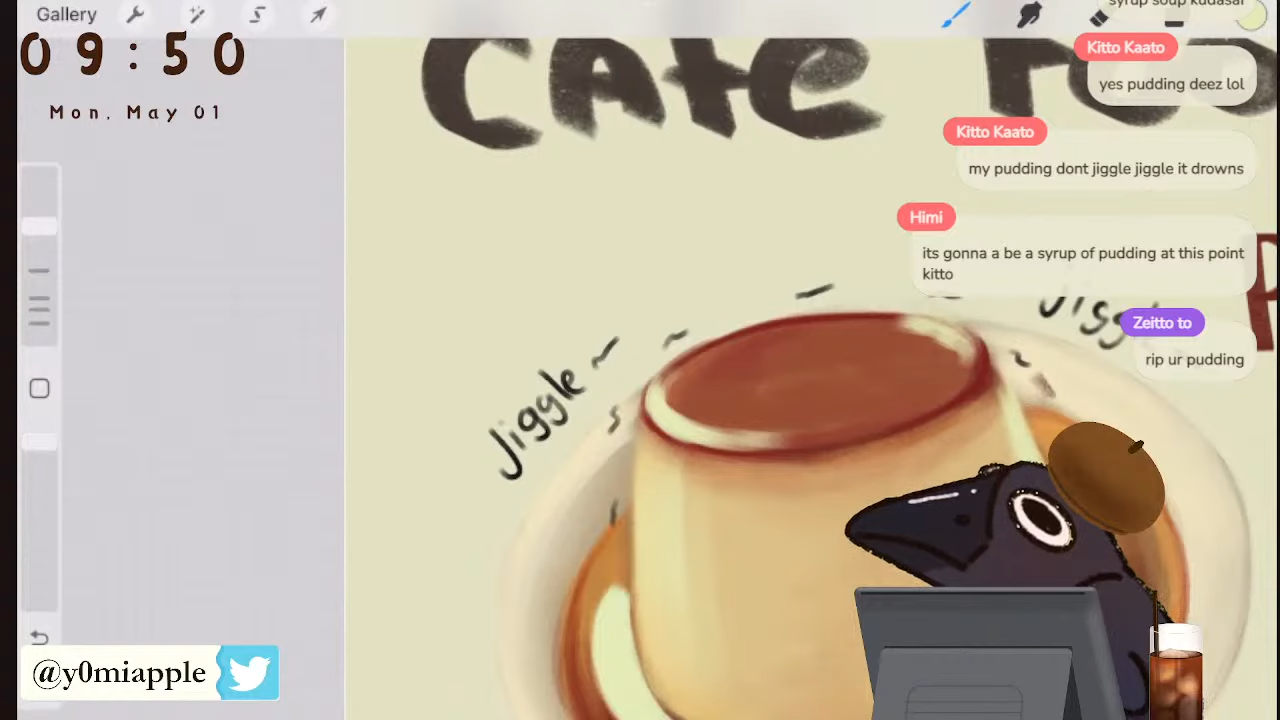 Gallery
09:50
Mon, May 01
syrup soup kudasai
Kitto Kaato
yes pudding deez lol
Kitto Kaato
my pudding dont jiggle jiggle it drowns
Himi
its gonna a be a syrup of pudding at this point
kitto
Zeitto to
rip ur pudding
Cafe
Jiggle
@y0miapple